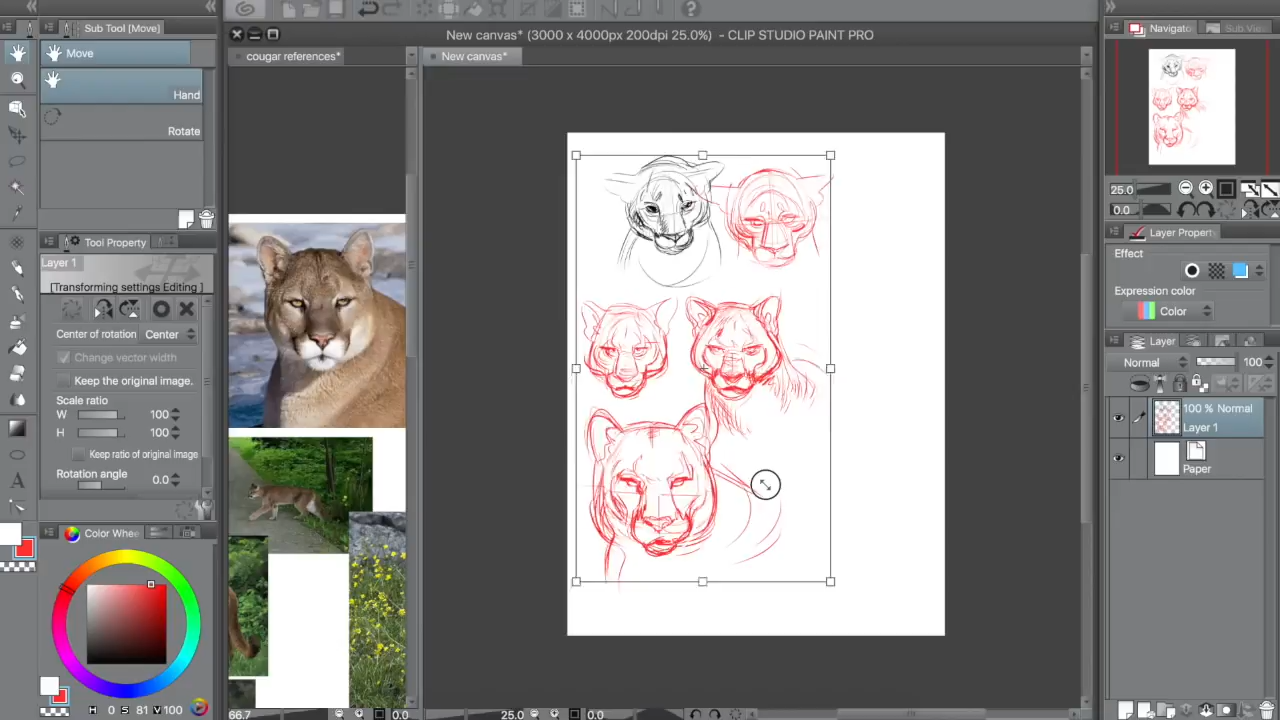 New canvas* (3000 x 4000px 200dpi 25.0%)  - CLIP STUDIO PAINT PRO
Sub Tool [Move]
Move
Hand
Rotate
Tool Property
Layer 1
[Transforming settings Editing ]
Center of rotation
Center
Change vector width
Keep the original image.
Scale ratio
W
100
H
100
Keep ratio of original image
Rotation angle
0.0
Color Whee
H 0 S 81 V 100
cougar references*
New canvas*
66.7
0.0
25.0
0.0
Navigato
Sub Vie
25.0
0.0
Layer Property
Effect
Expression color
Color
Layer
Normal
100
100 % Normal
Layer 1
Paper